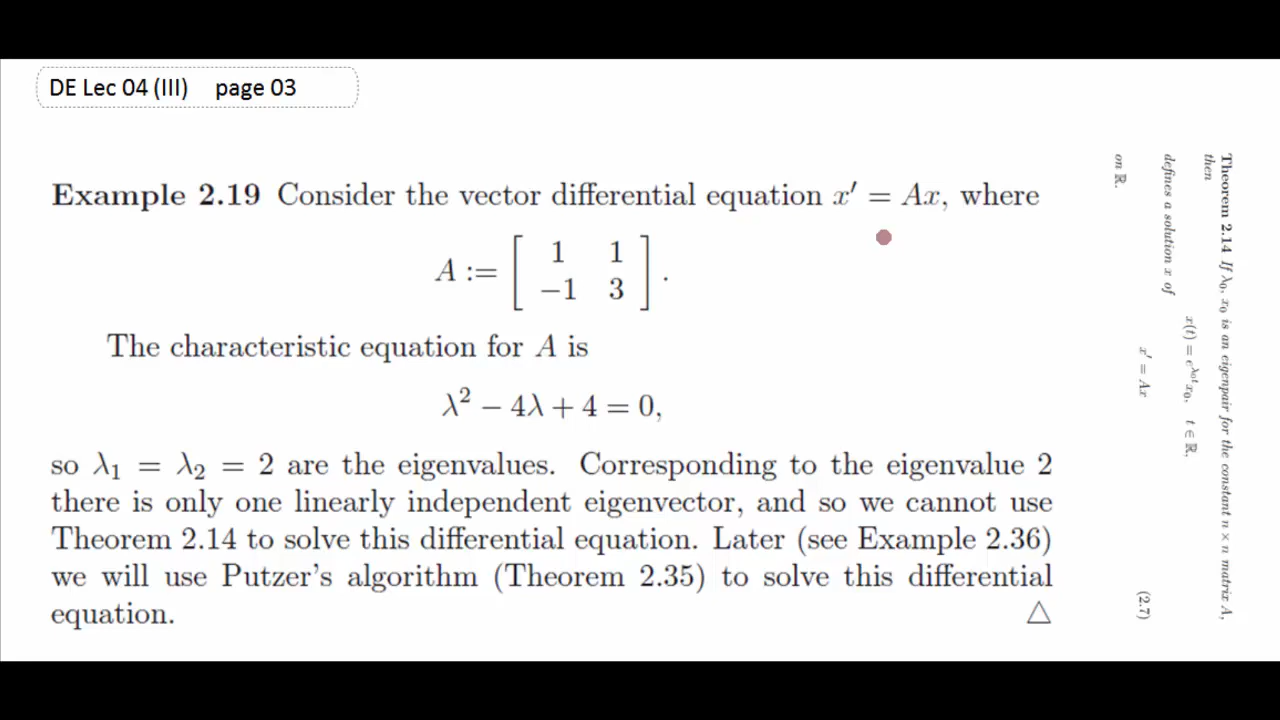 DE Lec 04 (III) page 03
Example 2.19 Consider the vector differential equation x′ = Ax, where
A := [ 1 1
−1 3 ] .
The characteristic equation for A is
λ² − 4λ + 4 = 0,
so λ₁ = λ₂ = 2 are the eigenvalues. Corresponding to the eigenvalue 2
there is only one linearly independent eigenvector, and so we cannot use
Theorem 2.14 to solve this differential equation. Later (see Example 2.36)
we will use Putzer's algorithm (Theorem 2.35) to solve this differential
equation. △
Theorem 2.14 If λ₀, x₀ is an eigenpair for the constant n × n matrix A,
then
x(t) = e^{λ₀t}x₀, t ∈ ℝ,
defines a solution x of
x′ = Ax (2.7)
on ℝ.